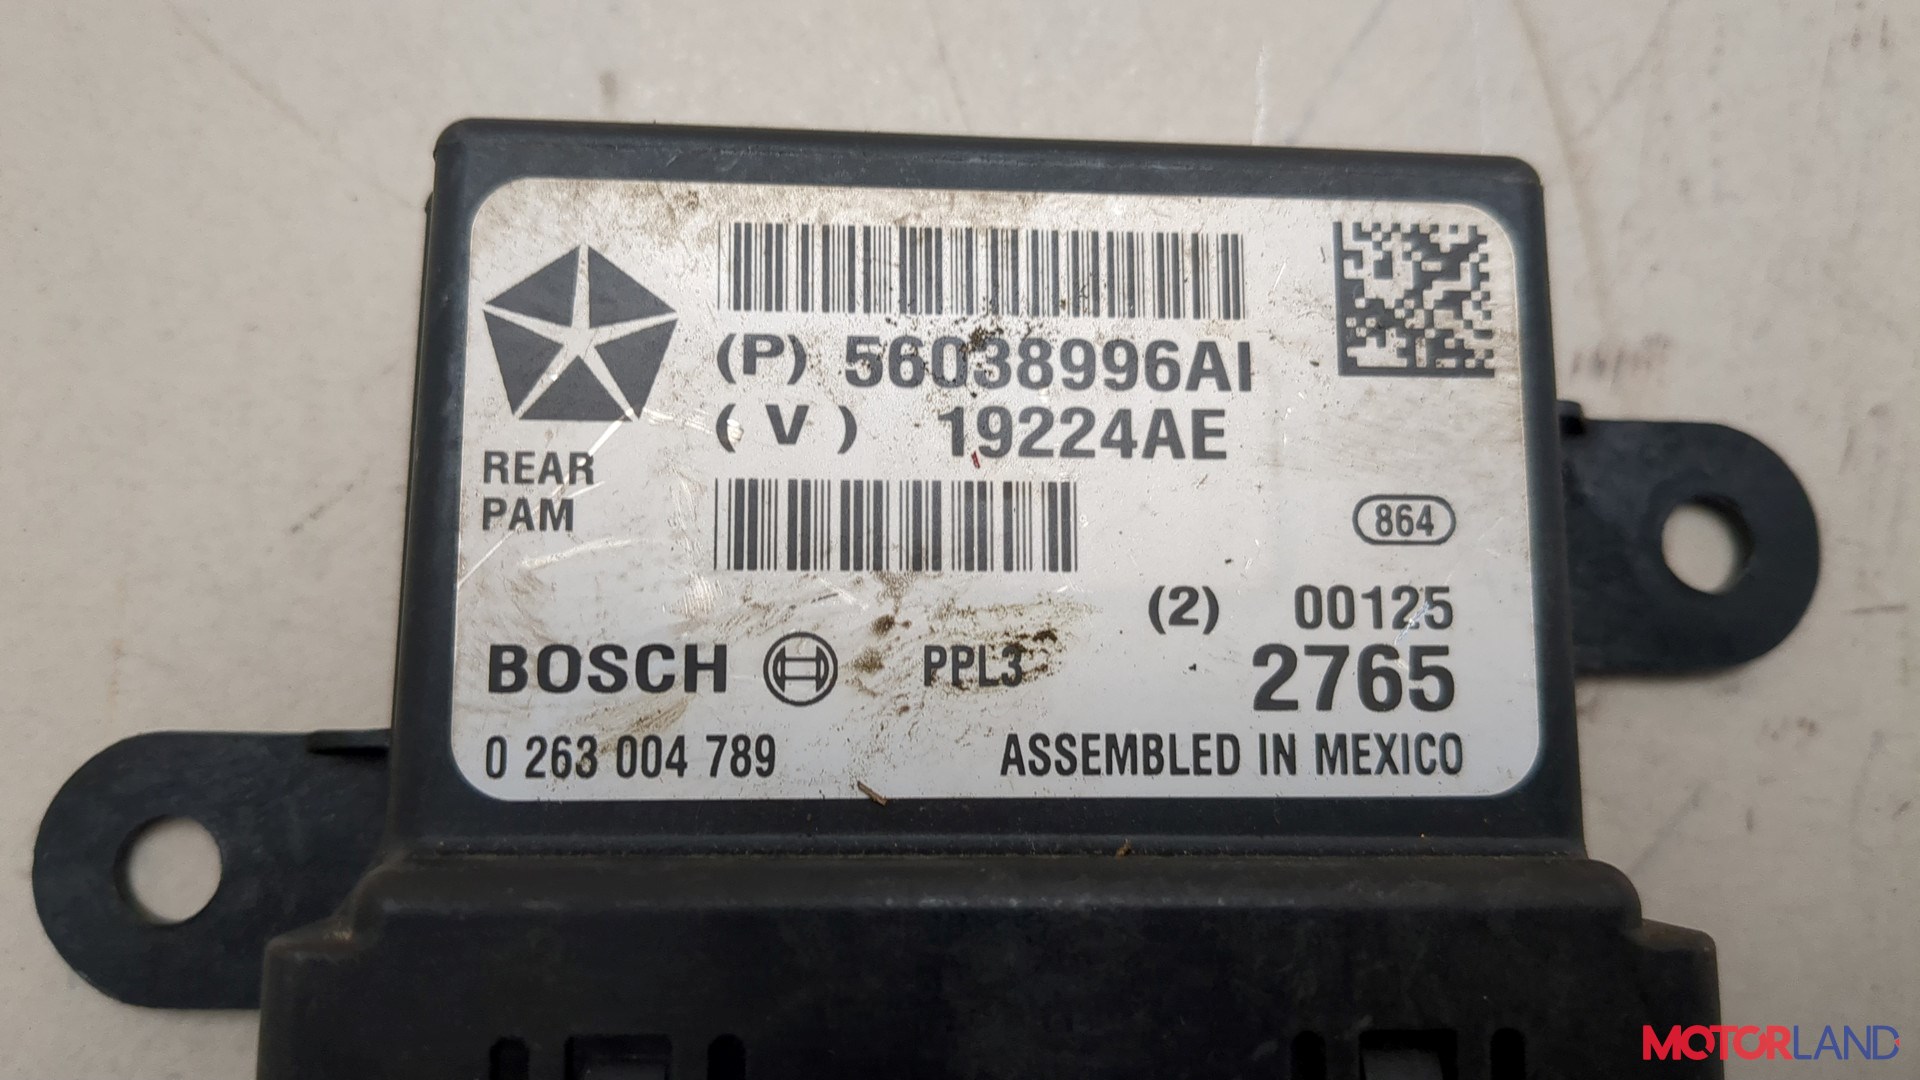 (P) 56038996AI
(V) 19224AE
REAR
PAM
864
(2) 00125
BOSCH PPL3 2765
0 263 004 789 ASSEMBLED IN MEXICO
MOTORLAND